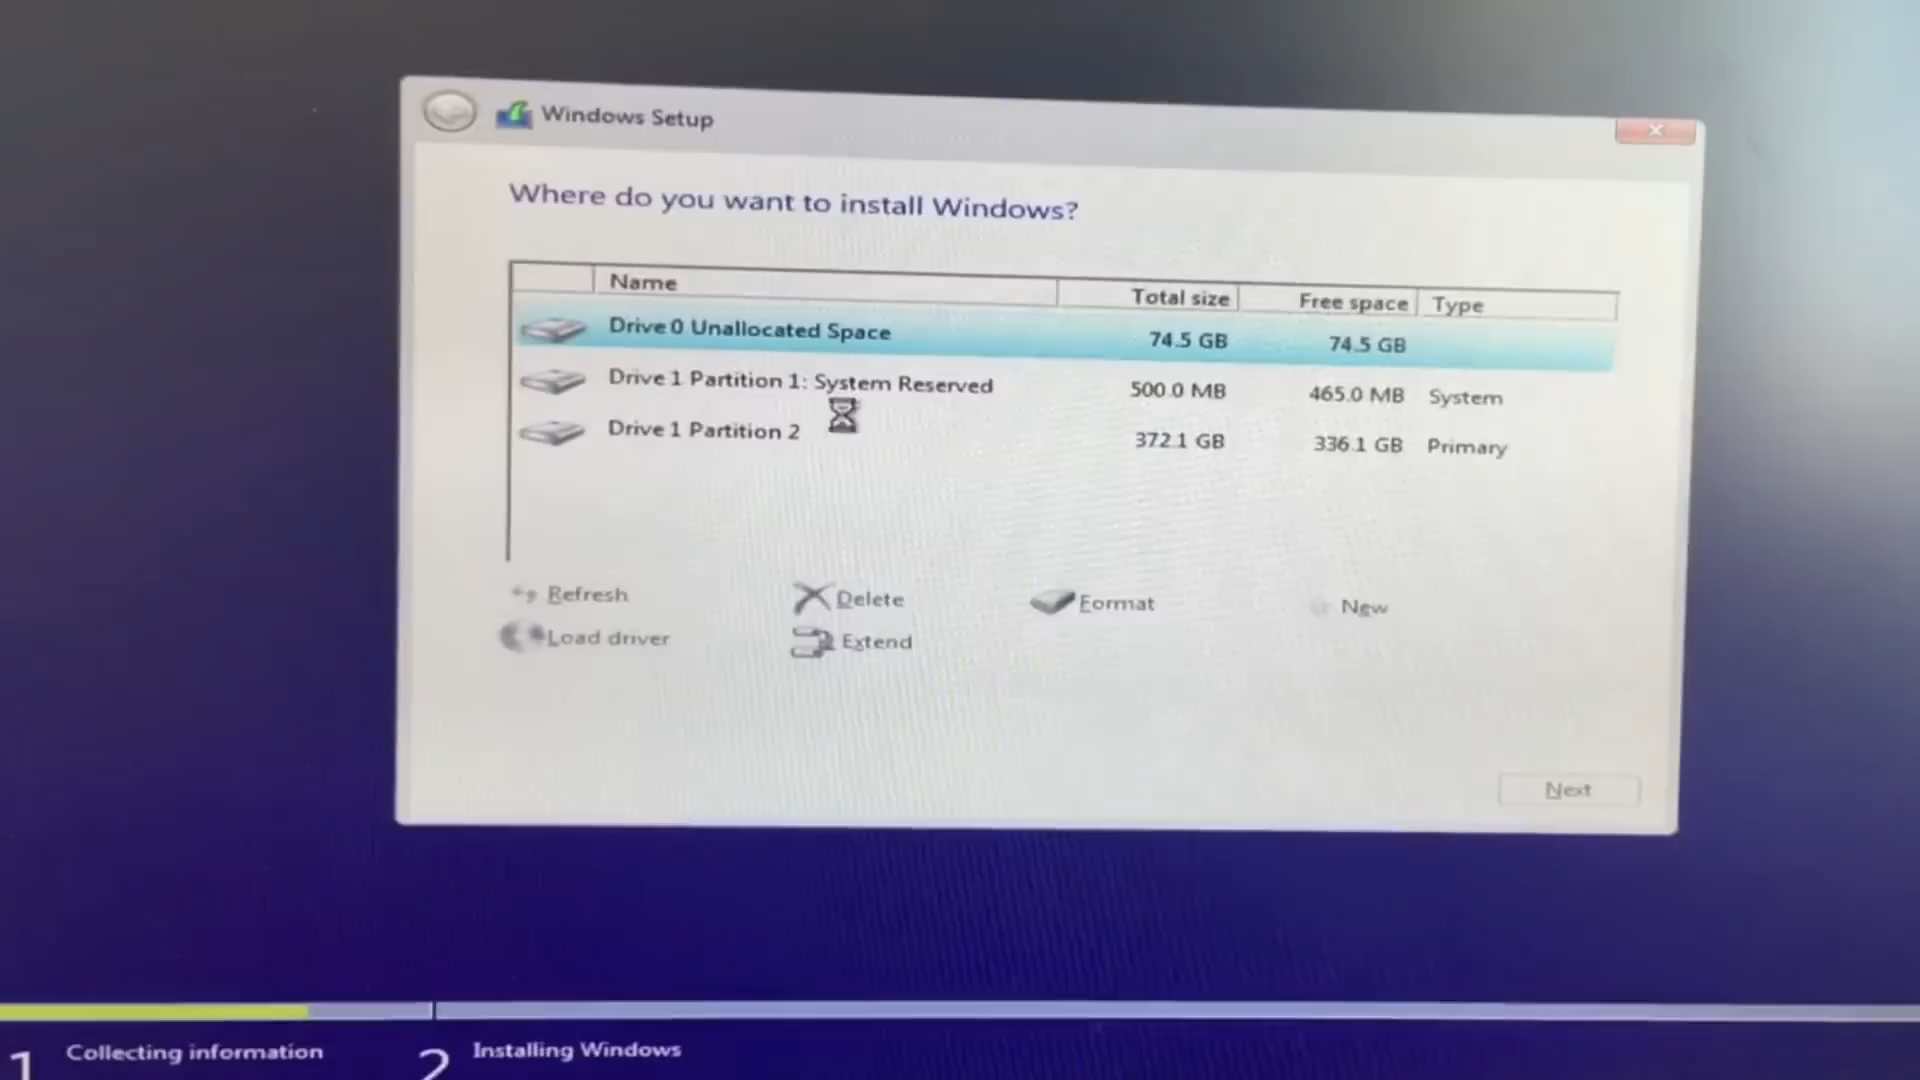 Windows Setup
Where do you want to install Windows?
Name Total size Free space Type
Drive 0 Unallocated Space 74.5 GB 74.5 GB
Drive 1 Partition 1: System Reserved 500.0 MB 465.0 MB System
Drive 1 Partition 2 372.1 GB 336.1 GB Primary
Refresh Delete Format New
Load driver Extend
Next
1 Collecting information 2 Installing Windows